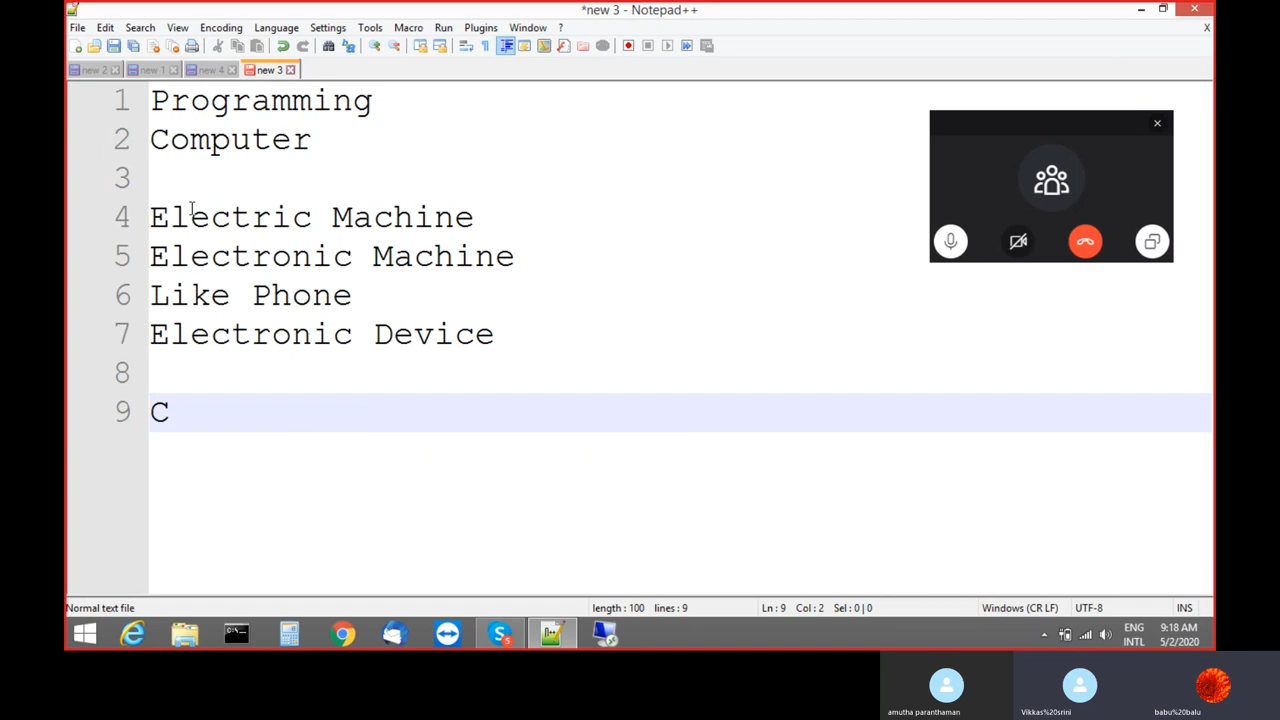 *new 3 - Notepad++
File Edit Search View Encoding Language Settings Tools Macro Run Plugins Window ? X
new 2 new 1 new 4 new 3
1 Programming
2 Computer
3
4 Electric Machine
5 Electronic Machine
6 Like Phone
7 Electronic Device
8
9 C
Normal text file length : 100 lines : 9 Ln : 9 Col : 2 Sel : 0 | 0 Windows (CR LF) UTF-8 INS
ENG 9:18 AM
INTL 5/2/2020
amutha paranthaman Vikkas%20srini babu%20balu